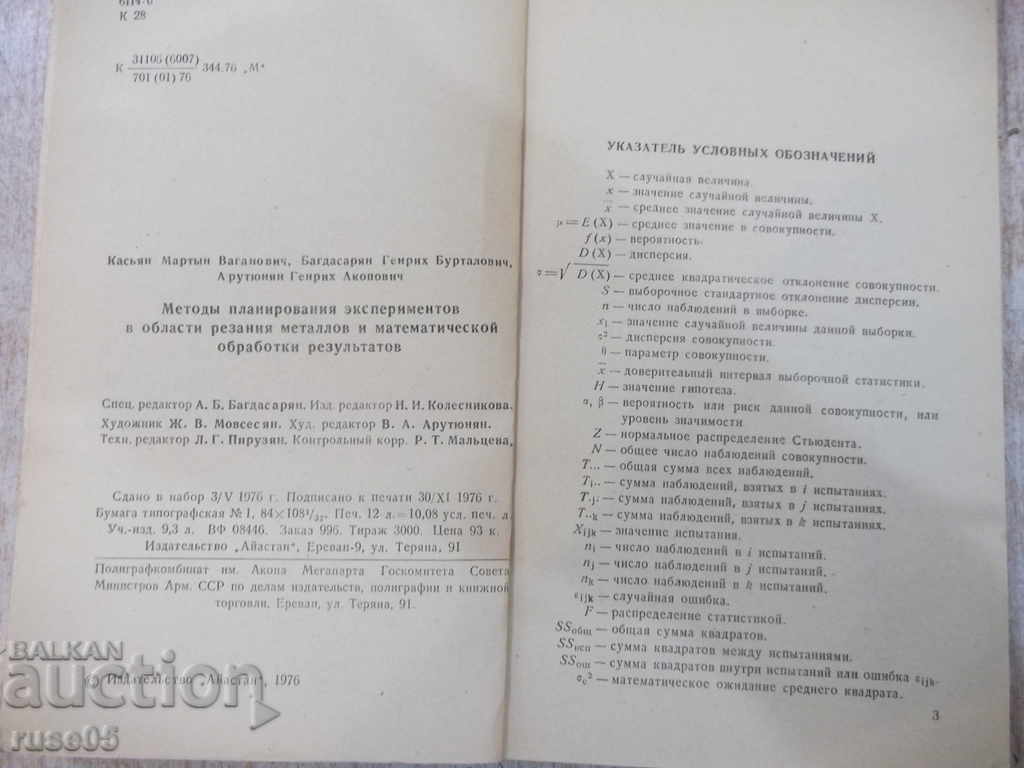 6114-6
К 28
К 31106 (6007) / 701 (01) 76 344.76 „М“
Касьян Мартын Ваганович, Багдасарян Генрих Бурталович,
Арутюнян Генрих Акопович
Методы планирования экспериментов
в области резания металлов и математической
обработки результатов
Спец. редактор А. Б. Багдасарян. Изд. редактор Н. И. Колесникова.
Художник Ж. В. Мовсесян. Худ. редактор В. А. Арутюнян.
Техн. редактор Л. Г. Пирузян. Контрольный корр. Р. Т. Мальцева.
Сдано в набор 3/V 1976 г. Подписано к печати 30/XI 1976 г.
Бумага типографская № 1, 84×108¹/₃₂. Печ. 12 л.=10,08 усл. печ. л.
Уч.-изд. 9,3 л. ВФ 08446. Заказ 996. Тираж 3000. Цена 93 к.
Издательство „Айастан“, Ереван-9, ул. Теряна, 91
Полиграфкомбинат им. Акопа Мегапарта Госкомитета Совета
Министров Арм. ССР по делам издательств, полиграфии и книжной
торговли. Ереван, ул. Теряна, 91.
© Издательство „Айастан“, 1976
УКАЗАТЕЛЬ УСЛОВНЫХ ОБОЗНАЧЕНИЙ
X — случайная величина.
x — значение случайной величины.
x̅ — среднее значение случайной величины X.
μ = E (X) — среднее значение в совокупности.
f (x) — вероятность.
D (X) — дисперсия.
σ = √D (X) — среднее квадратическое отклонение совокупности.
S — выборочное стандартное отклонение дисперсии.
n — число наблюдений в выборке.
xᵢ — значение случайной величины данной выборки.
σ² — дисперсия совокупности.
θ — параметр совокупности.
x̅ — доверительный интервал выборочной статистики.
H — значение гипотеза.
α, β — вероятность или риск данной совокупности, или
уровень значимости
Z — нормальное распределение Стьюдента.
N — общее число наблюдений совокупности.
T... — общая сумма всех наблюдений.
Tᵢ.. — сумма наблюдений, взятых в i испытаниях.
T.ⱼ. — сумма наблюдений, взятых в j испытаниях.
T..ₖ — сумма наблюдений, взятых в k испытаниях.
Xᵢⱼₖ — значение испытания.
nᵢ — число наблюдений в i испытаний.
nⱼ — число наблюдений в j испытаний.
nₖ — число наблюдений в k испытаний.
εᵢⱼₖ — случайная ошибка.
F — распределение статисткой.
SSобщ — общая сумма квадратов.
SSисп — сумма квадратов между испытаниями.
SSош — сумма квадратов внутри испытаний или ошибка εᵢⱼₖ.
σc² — математическое ожидание среднего квадрата.
3
BALKAN
auction
ruse05